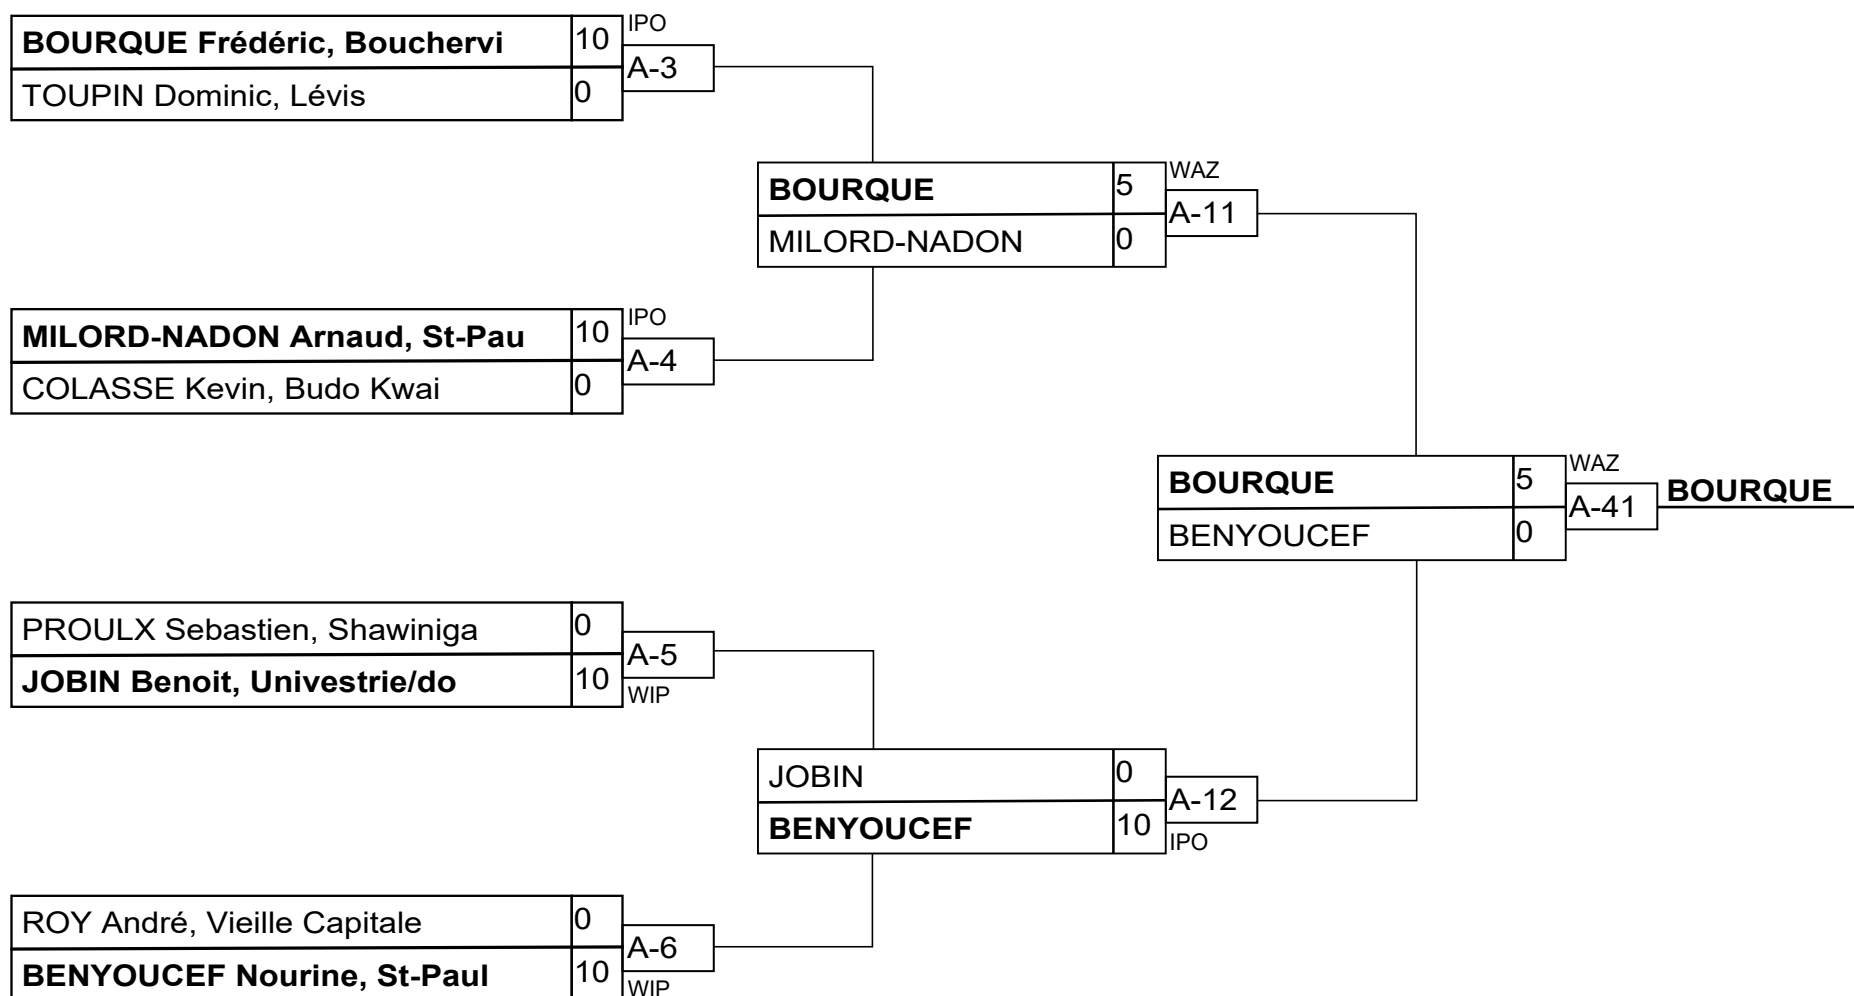 BOURQUE Frédéric, Bouchervi 10 IPO
A-3
TOUPIN Dominic, Lévis 0
BOURQUE 5 WAZ
A-11
MILORD-NADON 0
MILORD-NADON Arnaud, St-Pau 10 IPO
A-4
COLASSE Kevin, Budo Kwai 0
BOURQUE 5 WAZ
A-41 BOURQUE
BENYOUCEF 0
PROULX Sebastien, Shawiniga 0
A-5
JOBIN Benoit, Univestrie/do 10 WIP
JOBIN 0
A-12
BENYOUCEF 10 IPO
ROY André, Vieille Capitale 0
A-6
BENYOUCEF Nourine, St-Paul 10 WIP